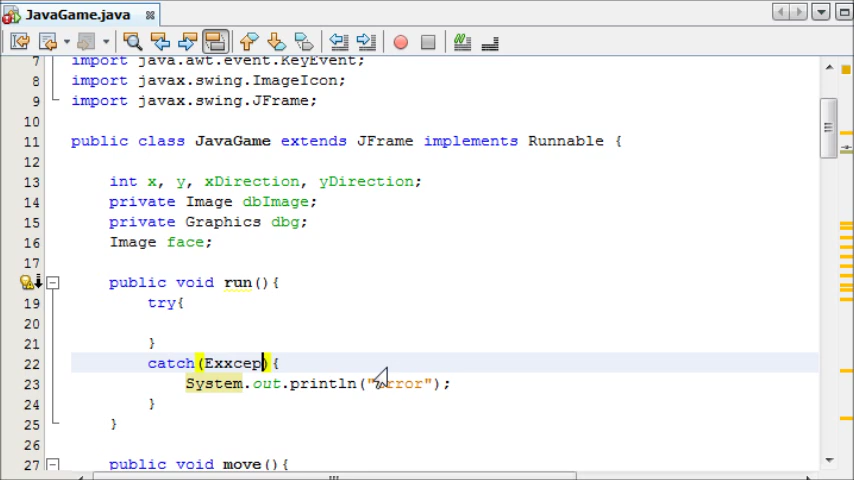 JavaGame.java
7 import java.awt.event.KeyEvent;
8 import javax.swing.ImageIcon;
9 import javax.swing.JFrame;
10
11 public class JavaGame extends JFrame implements Runnable {
12
13 int x, y, xDirection, yDirection;
14 private Image dbImage;
15 private Graphics dbg;
16 Image face;
17
public void run(){
19 try{
20
21 }
22 catch(Exxcep){
23 System.out.println("rror");
24 }
25 }
26
27 public void move(){